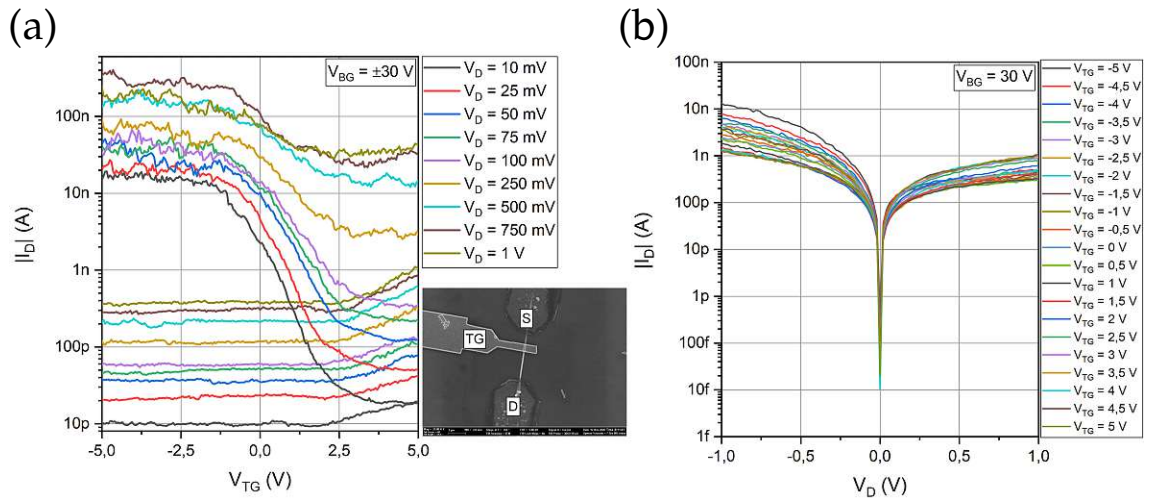 (a)
V_BG = ±30 V
100n
10n
1n
100p
10p
|I_D| (A)
-5,0
-2,5
0,0
2,5
5,0
V_TG (V)
V_D = 10 mV
V_D = 25 mV
V_D = 50 mV
V_D = 75 mV
V_D = 100 mV
V_D = 250 mV
V_D = 500 mV
V_D = 750 mV
V_D = 1 V
S
TG
D
(b)
V_BG = 30 V
100n
10n
1n
100p
10p
1p
100f
10f
1f
|I_D| (A)
-1,0
-0,5
0,0
0,5
1,0
V_D (V)
V_TG = -5 V
V_TG = -4,5 V
V_TG = -4 V
V_TG = -3,5 V
V_TG = -3 V
V_TG = -2,5 V
V_TG = -2 V
V_TG = -1,5 V
V_TG = -1 V
V_TG = -0,5 V
V_TG = 0 V
V_TG = 0,5 V
V_TG = 1 V
V_TG = 1,5 V
V_TG = 2 V
V_TG = 2,5 V
V_TG = 3 V
V_TG = 3,5 V
V_TG = 4 V
V_TG = 4,5 V
V_TG = 5 V